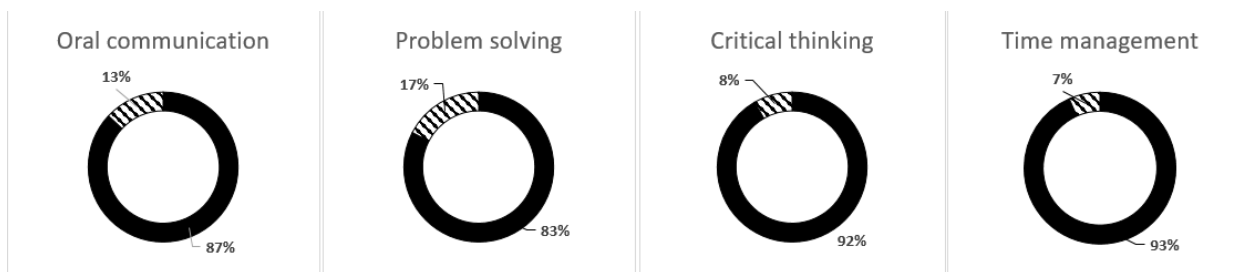 Oral communication
13%
87%
Problem solving
17%
83%
Critical thinking
8%
92%
Time management
7%
93%